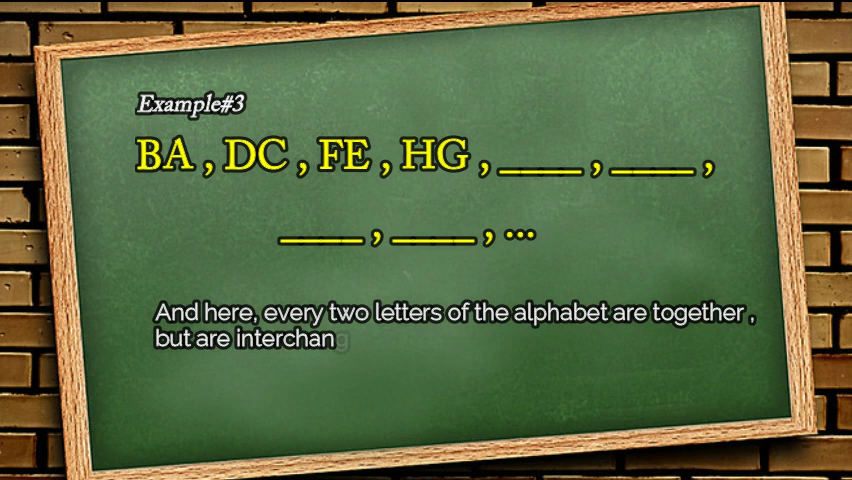 Example#3
BA , DC , FE , HG , ____ , ____ ,
____ , ____ , ...
And here, every two letters of the alphabet are together ,
but are interchang